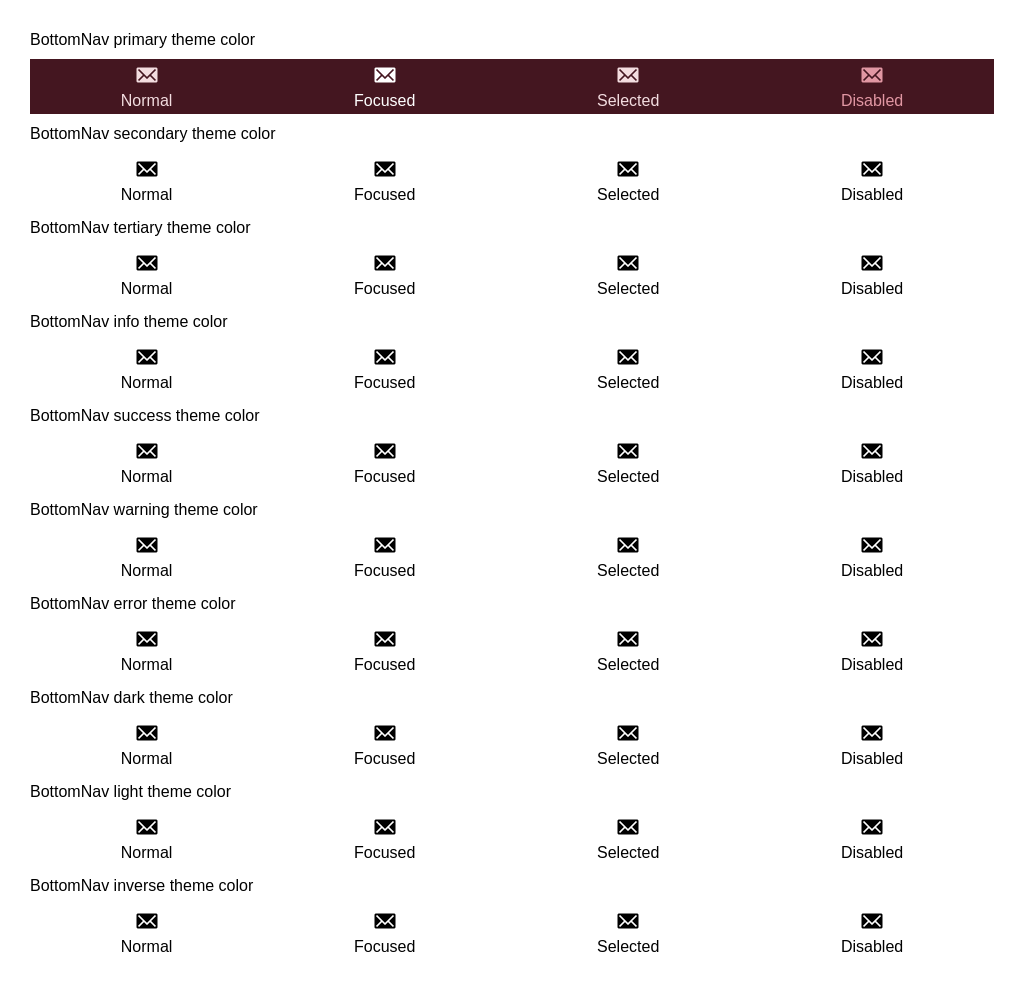 BottomNav primary theme color
Normal Focused Selected Disabled
BottomNav secondary theme color
Normal Focused Selected Disabled
BottomNav tertiary theme color
Normal Focused Selected Disabled
BottomNav info theme color
Normal Focused Selected Disabled
BottomNav success theme color
Normal Focused Selected Disabled
BottomNav warning theme color
Normal Focused Selected Disabled
BottomNav error theme color
Normal Focused Selected Disabled
BottomNav dark theme color
Normal Focused Selected Disabled
BottomNav light theme color
Normal Focused Selected Disabled
BottomNav inverse theme color
Normal Focused Selected Disabled